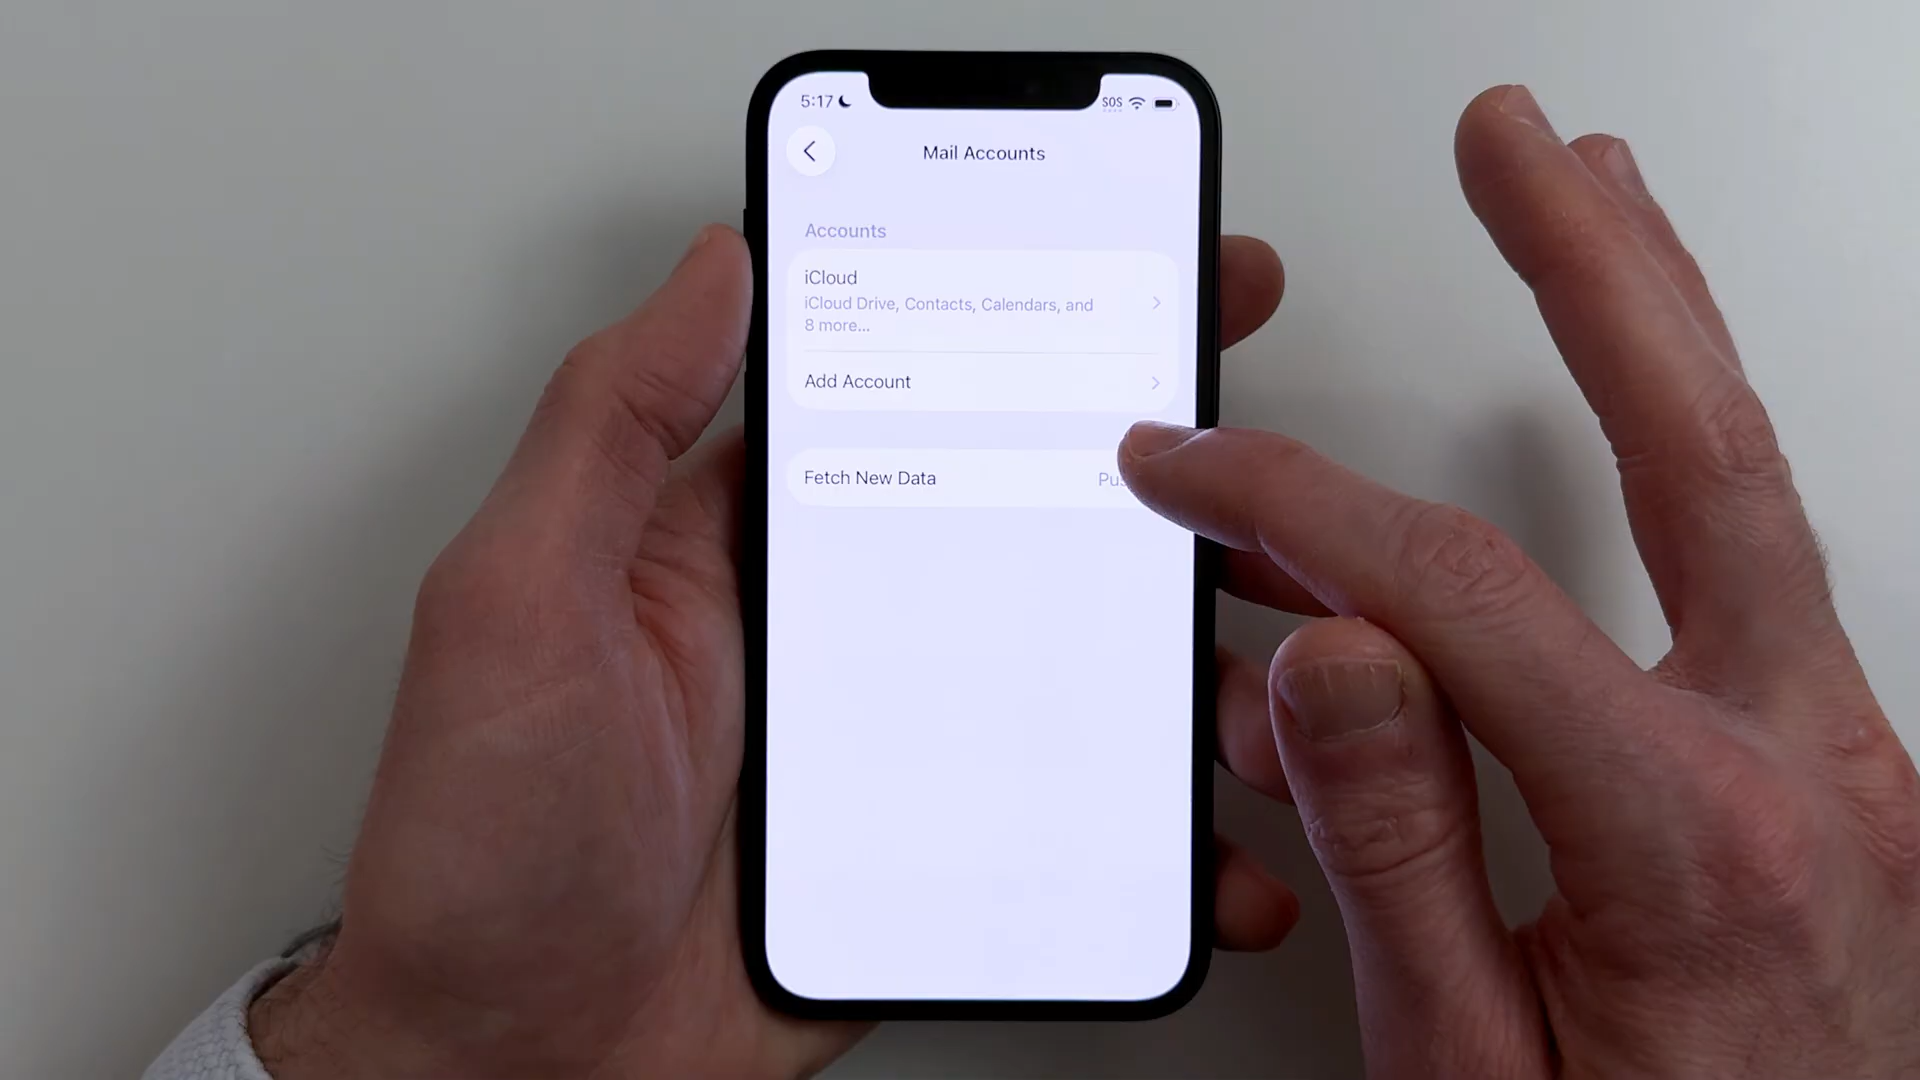 5:17
SOS
Mail Accounts
Accounts
iCloud
iCloud Drive, Contacts, Calendars, and
8 more...
Add Account
Fetch New Data